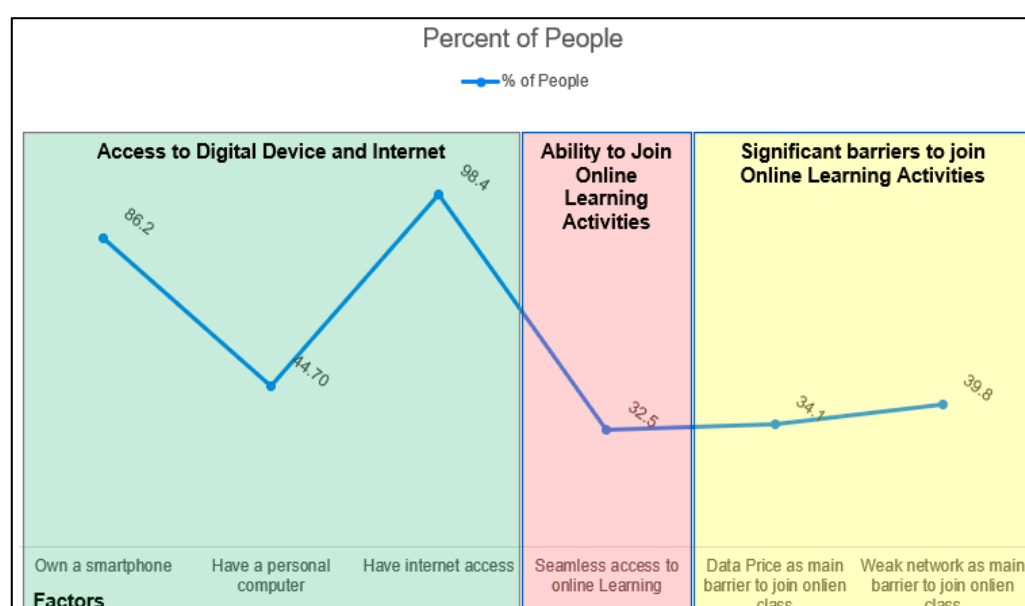 Percent of People
% of People
Access to Digital Device and Internet
Ability to Join
Online
Learning
Activities
Significant barriers to join
Online Learning Activities
86.2
44.70
98.4
32.5
34.1
39.8
Own a smartphone
Have a personal
computer
Have internet access
Seamless access to
online Learning
Data Price as main
barrier to join onlien
class
Weak network as main
barrier to join onlien
class
Factors